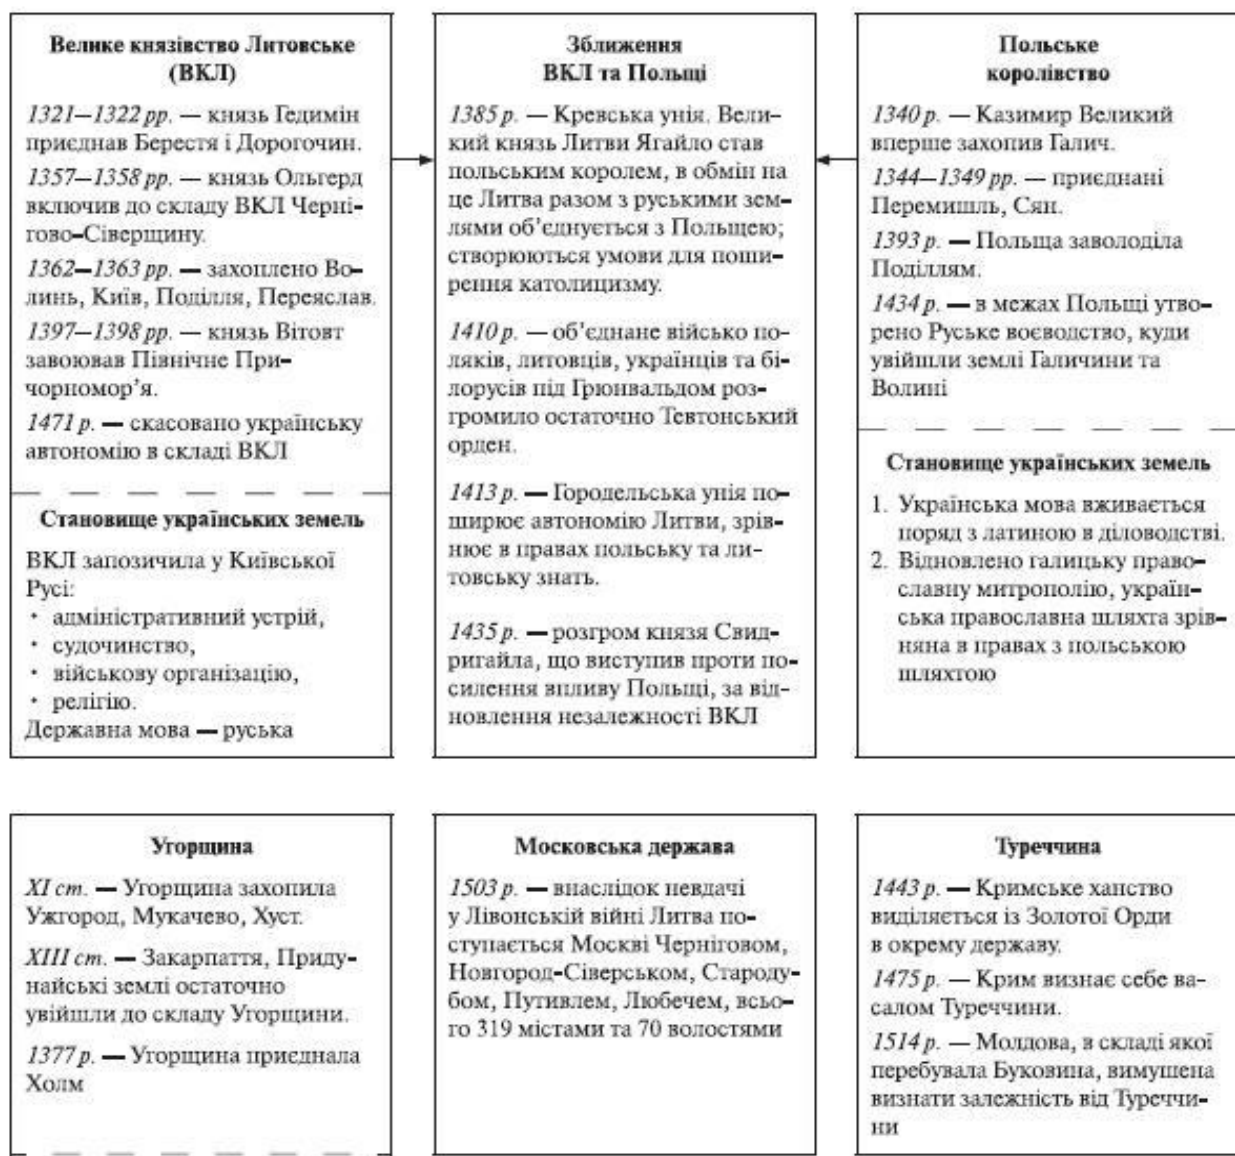 Велике князівство Литовське
(ВКЛ)
1321–1322 рр. — князь Гедимін
приєднав Берестя і Дорогочин.
1357–1358 рр. — князь Ольгерд
включив до складу ВКЛ Черні-
гово-Сіверщину.
1362–1363 рр. — захоплено Во-
линь, Київ, Поділля, Переяслав.
1397–1398 рр. — князь Вітовт
завоював Північне При-
чорномор’я.
1471 р. — скасовано українську
автономію в складі ВКЛ
Становище українських земель
ВКЛ запозичила у Київської
Русі:
• адміністративний устрій,
• судочинство,
• військову організацію,
• релігію.
Державна мова — руська
Зближення
ВКЛ та Польщі
1385 р. — Кревська унія. Вели-
кий князь Литви Ягайло став
польським королем, в обмін на
це Литва разом з руськими зем-
лями об’єднується з Польщею;
створюються умови для поши-
рення католицизму.
1410 р. — об’єднане військо по-
ляків, литовців, українців та бі-
лорусів під Грюнвальдом роз-
громило остаточно Тевтонський
орден.
1413 р. — Городельська унія по-
ширює автономію Литви, зрів-
нює в правах польську та ли-
товську знать.
1435 р. — розгром князя Свид-
ригайла, що виступив проти по-
силення впливу Польщі, за від-
новлення незалежності ВКЛ
Польське
королівство
1340 р. — Казимир Великий
вперше захопив Галич.
1344–1349 рр. — приєднані
Перемишль, Сян.
1393 р. — Польща заволоділа
Поділлям.
1434 р. — в межах Польщі утво-
рено Руське воєводство, куди
увійшли землі Галичини та
Волині
Становище українських земель
1. Українська мова вживається
поряд з латиною в діловодстві.
2. Відновлено галицьку право-
славну митрополію, україн-
ська православна шляхта зрів-
няна в правах з польською
шляхтою
Угорщина
XI ст. — Угорщина захопила
Ужгород, Мукачево, Хуст.
XIII ст. — Закарпаття, Приду-
найські землі остаточно
увійшли до складу Угорщини.
1377 р. — Угорщина приєднала
Холм
Московська держава
1503 р. — внаслідок невдачі
у Лівонській війні Литва по-
ступається Москві Черніговом,
Новгород-Сіверськом, Староду-
бом, Путивлем, Любечем, всьо-
го 319 містами та 70 волостями
Туреччина
1443 р. — Кримське ханство
виділяється із Золотої Орди
в окрему державу.
1475 р. — Крим визнає себе ва-
салом Туреччини.
1514 р. — Молдова, в складі якої
перебувала Буковина, вимушена
визнати залежність від Туреччи-
ни